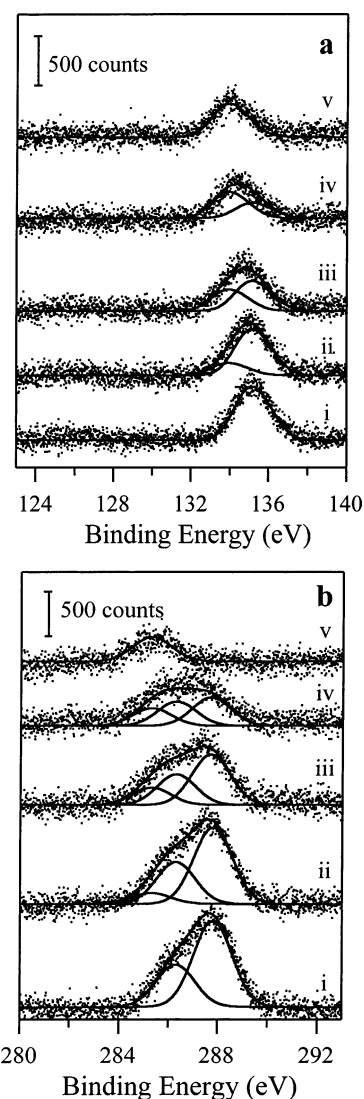 a
500 counts
v
iv
iii
ii
i
124 128 132 136 140
Binding Energy (eV)
b
500 counts
v
iv
iii
ii
i
280 284 288 292
Binding Energy (eV)